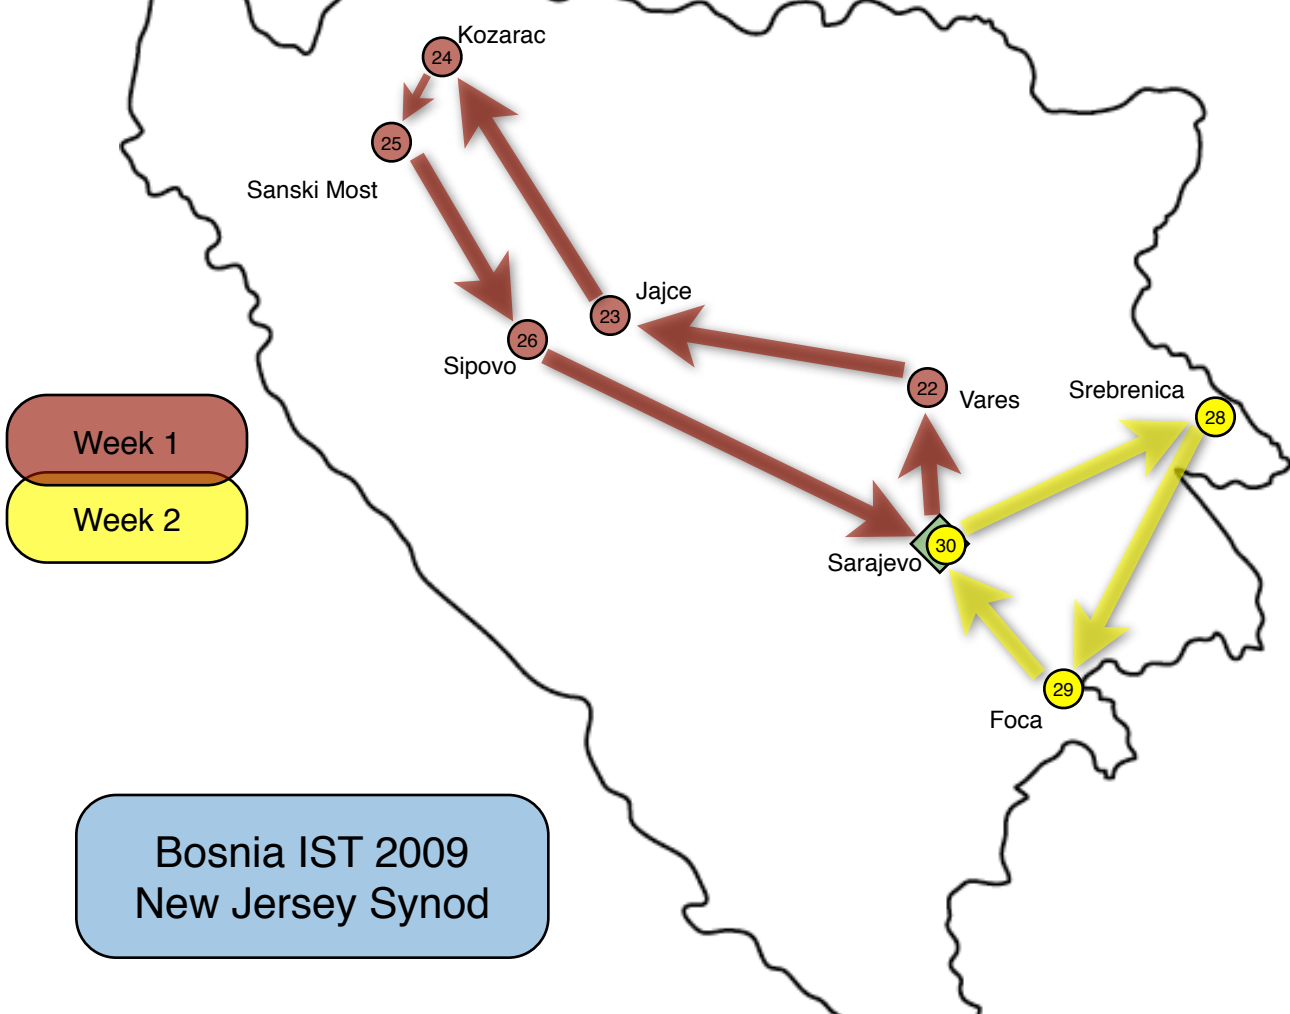 Kozarac
24
25
Sanski Most
Jajce
23
26
Sipovo
22
Vares
Srebrenica
28
Week 1
Week 2
30
Sarajevo
29
Foca
Bosnia IST 2009
New Jersey Synod